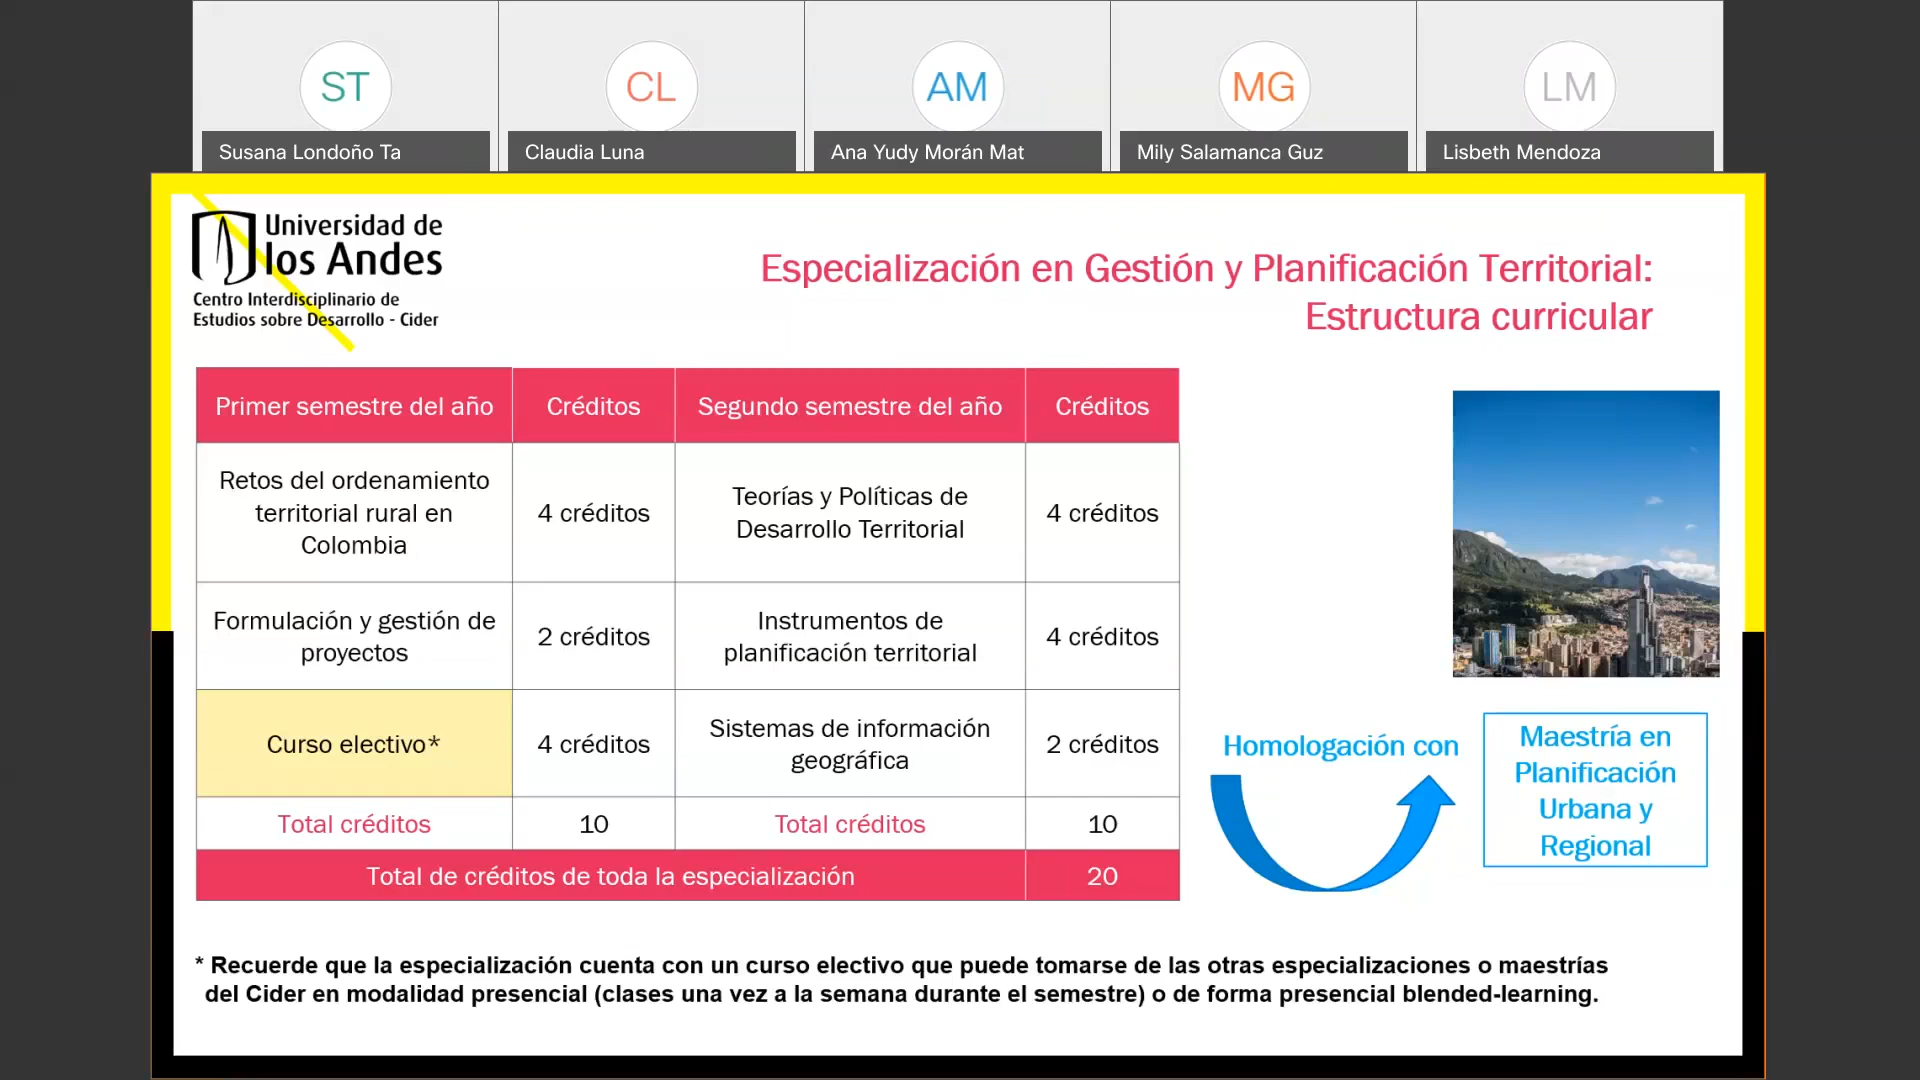 ST
CL
AM
MG
LM
Susana Londoño Ta
Claudia Luna
Ana Yudy Morán Mat
Mily Salamanca Guz
Lisbeth Mendoza
Universidad de
los Andes
Centro Interdisciplinario de
Estudios sobre Desarrollo - Cider
Especialización en Gestión y Planificación Territorial:
Estructura curricular
Primer semestre del año
Créditos
Segundo semestre del año
Créditos
Retos del ordenamiento
territorial rural en
Colombia
4 créditos
Teorías y Políticas de
Desarrollo Territorial
4 créditos
Formulación y gestión de
proyectos
2 créditos
Instrumentos de
planificación territorial
4 créditos
Curso electivo*
4 créditos
Sistemas de información
geográfica
2 créditos
Total créditos
10
Total créditos
10
Total de créditos de toda la especialización
20
Homologación con
Maestría en
Planificación
Urbana y
Regional
* Recuerde que la especialización cuenta con un curso electivo que puede tomarse de las otras especializaciones o maestrías
del Cider en modalidad presencial (clases una vez a la semana durante el semestre) o de forma presencial blended-learning.